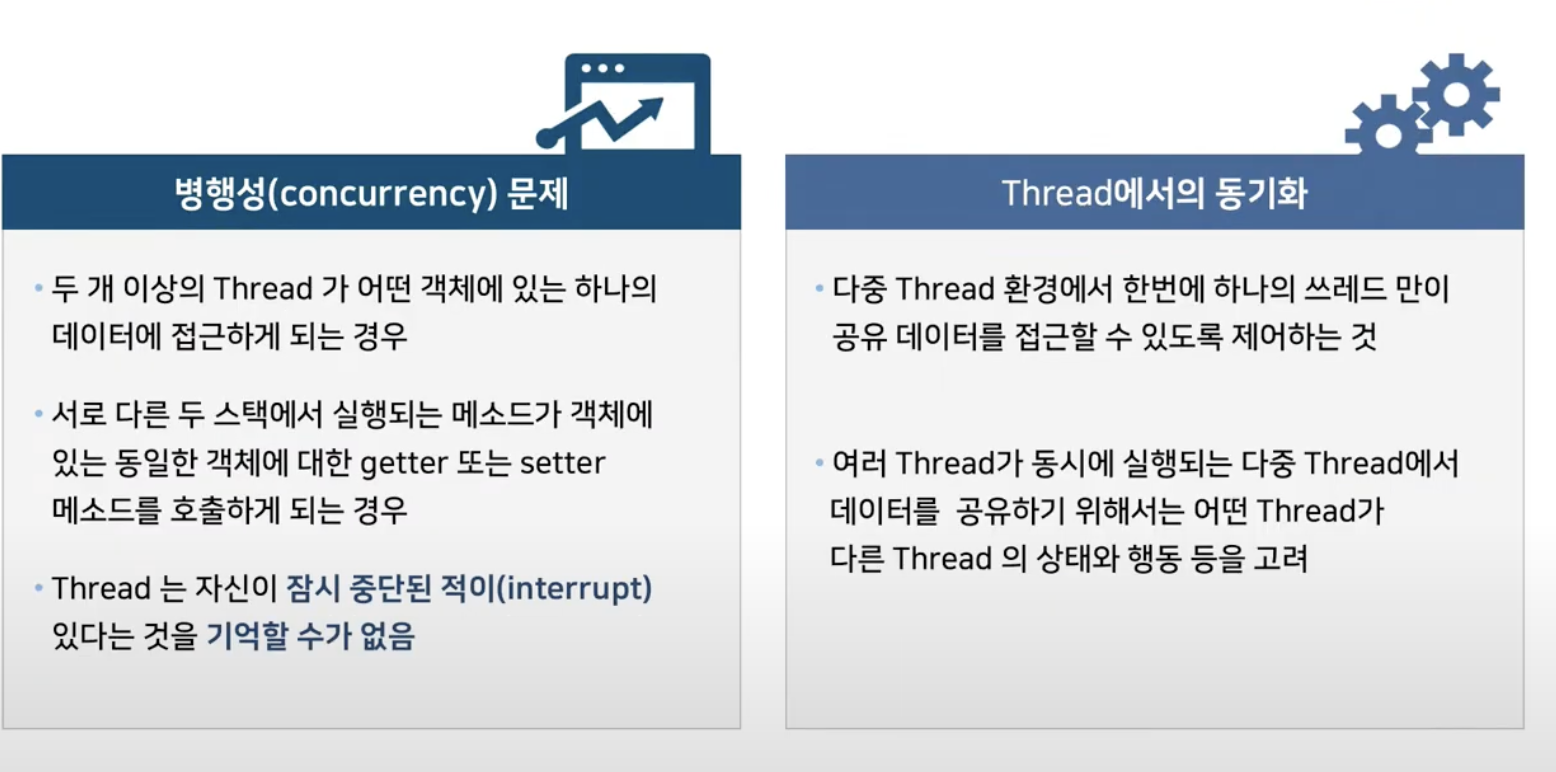 병행성(concurrency) 문제
• 두 개 이상의 Thread 가 어떤 객체에 있는 하나의
데이터에 접근하게 되는 경우
• 서로 다른 두 스택에서 실행되는 메소드가 객체에
있는 동일한 객체에 대한 getter 또는 setter
메소드를 호출하게 되는 경우
• Thread 는 자신이 잠시 중단된 적이(interrupt)
있다는 것을 기억할 수가 없음
Thread에서의 동기화
• 다중 Thread 환경에서 한번에 하나의 쓰레드 만이
공유 데이터를 접근할 수 있도록 제어하는 것
• 여러 Thread가 동시에 실행되는 다중 Thread에서
데이터를 공유하기 위해서는 어떤 Thread가
다른 Thread 의 상태와 행동 등을 고려